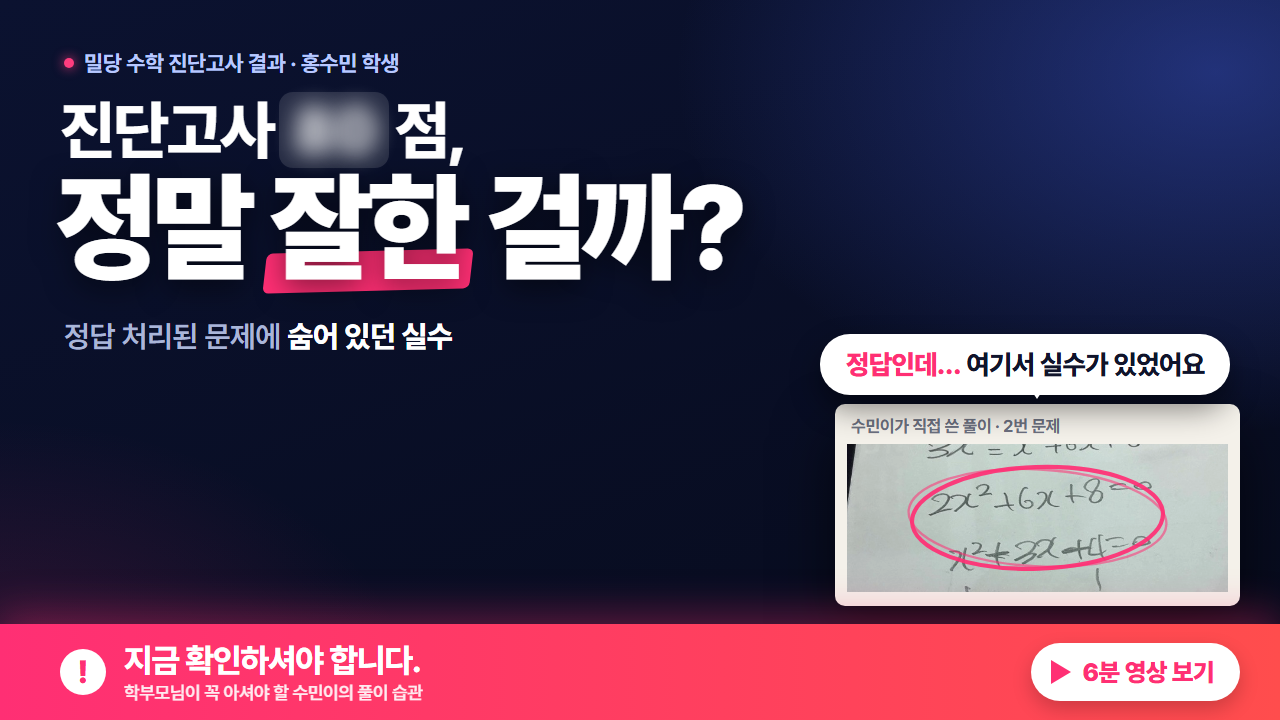 밀당 수학 진단고사 결과 · 홍수민 학생
진단고사 점,
정말 잘한 걸까?
정답 처리된 문제에 숨어 있던 실수
정답인데... 여기서 실수가 있었어요
수민이가 직접 쓴 풀이 · 2번 문제
2x²+6x+8=0
x²+3x+4=0
! 지금 확인하셔야 합니다.
학부모님이 꼭 아셔야 할 수민이의 풀이 습관
6분 영상 보기